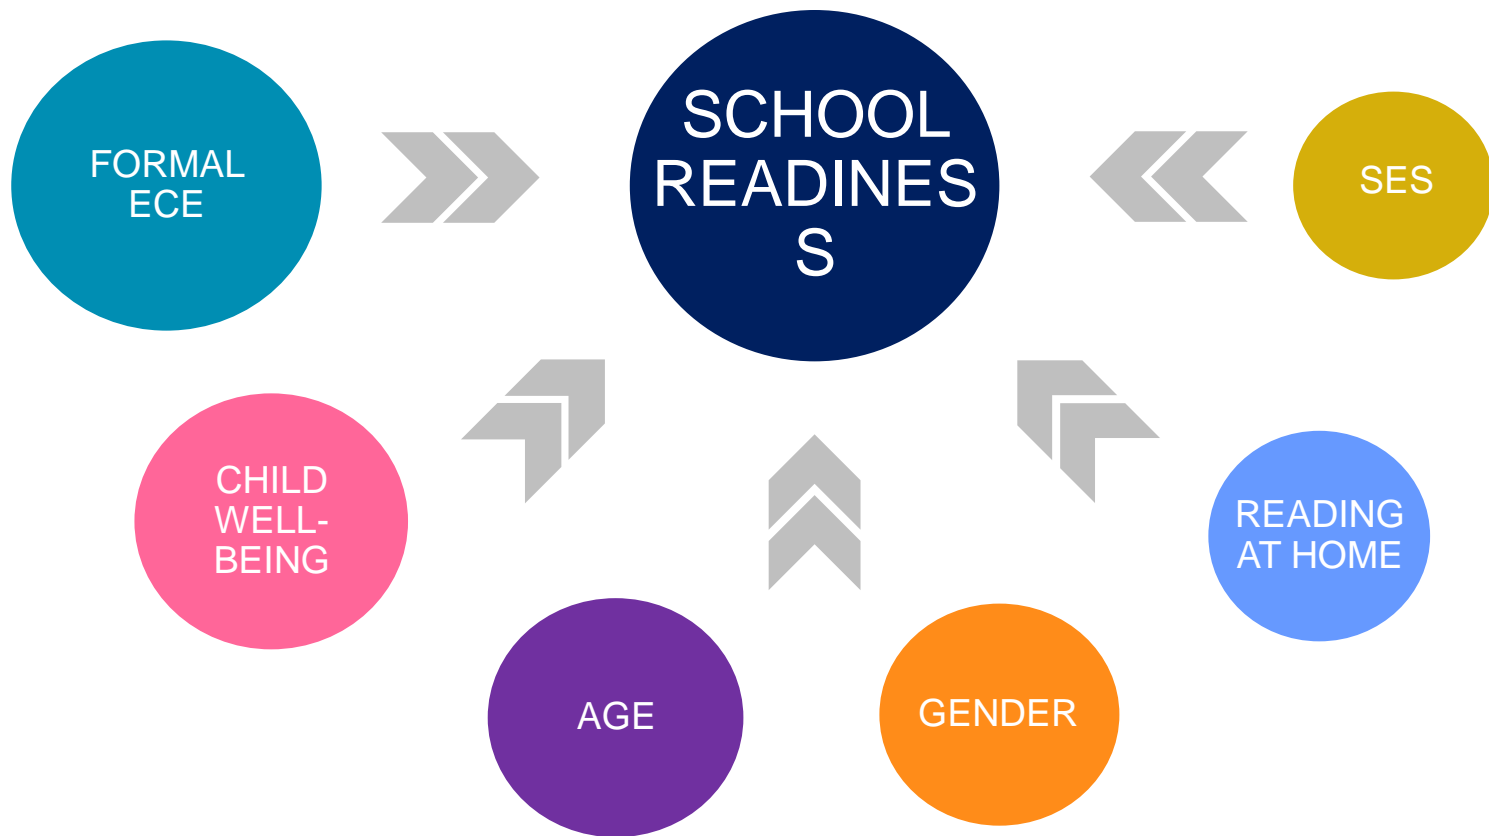 SCHOOL
READINES
S
FORMAL
ECE
SES
CHILD
WELL-
BEING
READING
AT HOME
AGE
GENDER